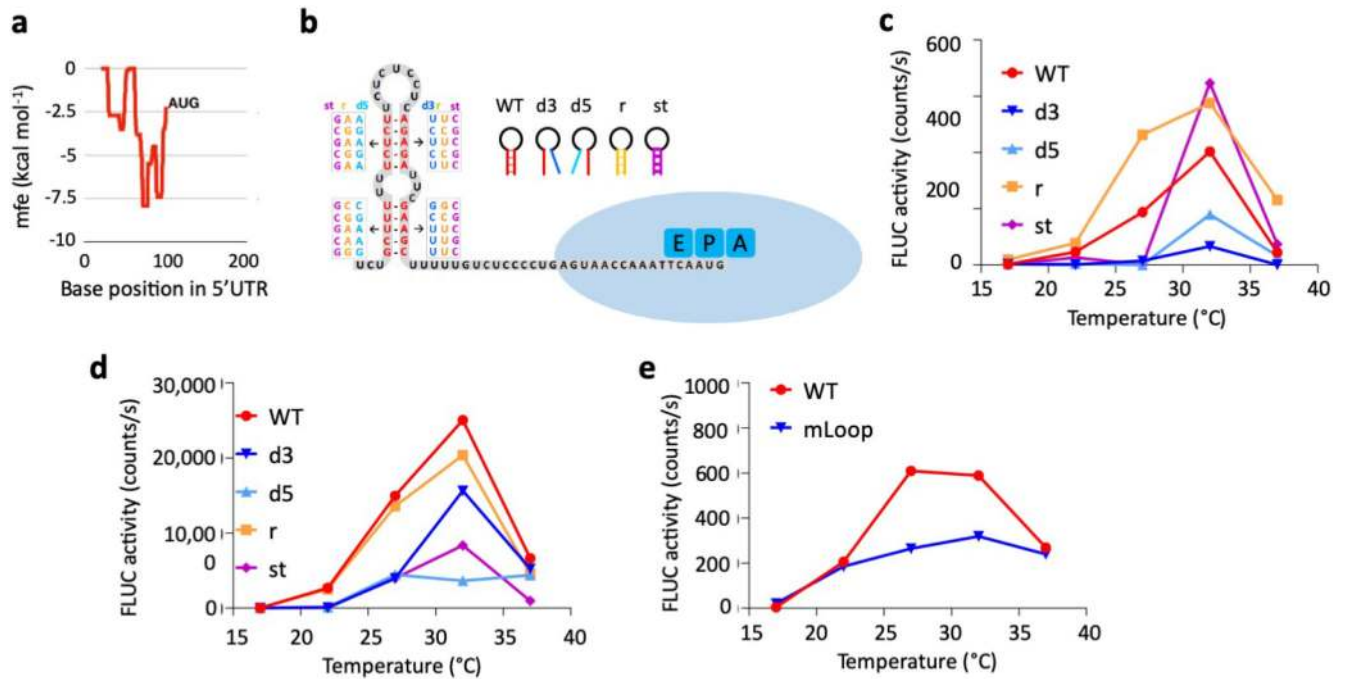 a
mfe (kcal mol⁻¹)
0
-2.5
-5
-7.5
-10
AUG
0 100 200
Base position in 5'UTR
b
st r d5
d3 r st
WT d3 d5 r st
E P A
UCU
UUUUUGUCUCCCCUGAGUAACCAAATTCAAUG
c
FLUC activity (counts/s)
600
400
200
0
WT
d3
d5
r
st
15 20 25 30 35 40
Temperature (°C)
d
FLUC activity (counts/s)
30,000
20,000
10,00
0
0
WT
d3
d5
r
st
15 20 25 30 35 40
Temperature (°C)
e
FLUC activity (counts/s)
1000
800
600
400
200
0
WT
mLoop
15 20 25 30 35 40
Temperature (°C)